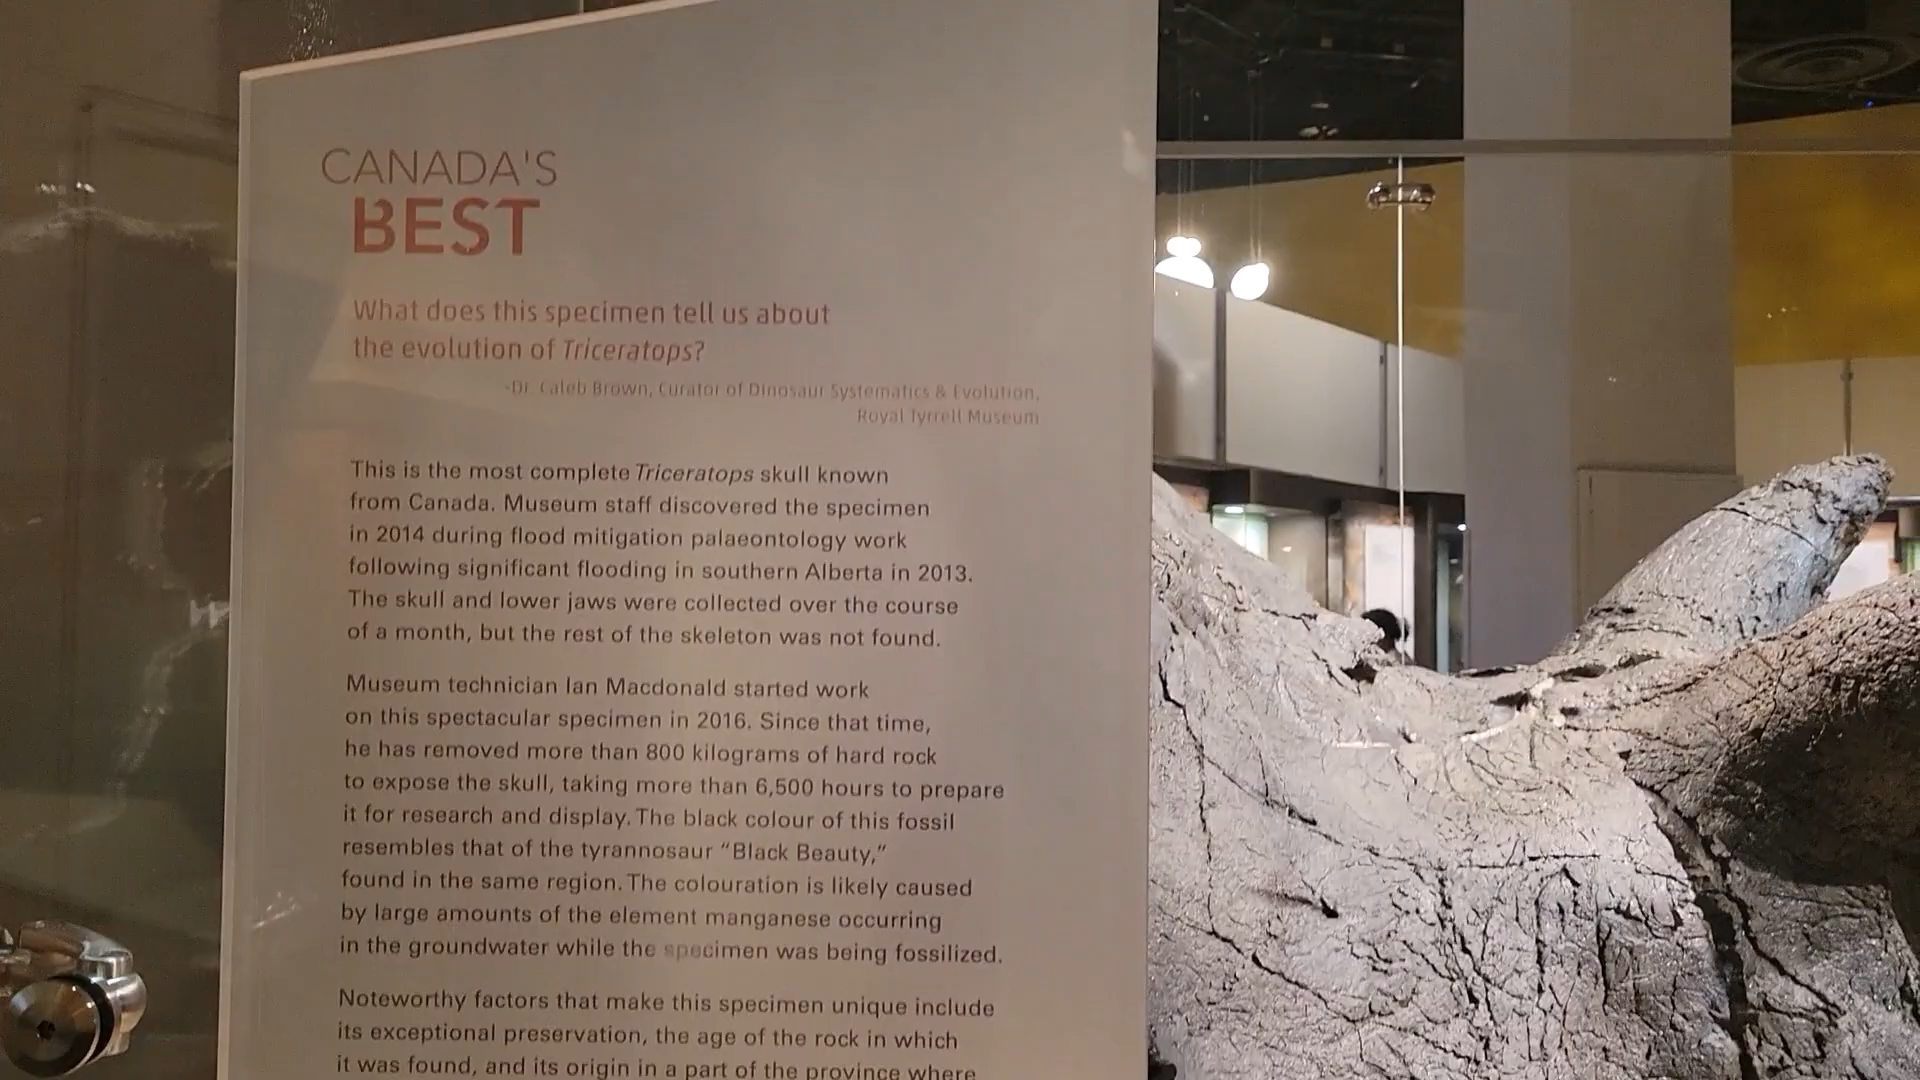 CANADA'S
BEST
What does this specimen tell us about
the evolution of Triceratops?
-Dr. Caleb Brown, Curator of Dinosaur Systematics & Evolution,
Royal Tyrrell Museum
This is the most complete Triceratops skull known
from Canada. Museum staff discovered the specimen
in 2014 during flood mitigation palaeontology work
following significant flooding in southern Alberta in 2013.
The skull and lower jaws were collected over the course
of a month, but the rest of the skeleton was not found.
Museum technician Ian Macdonald started work
on this spectacular specimen in 2016. Since that time,
he has removed more than 800 kilograms of hard rock
to expose the skull, taking more than 6,500 hours to prepare
it for research and display. The black colour of this fossil
resembles that of the tyrannosaur “Black Beauty,”
found in the same region. The colouration is likely caused
by large amounts of the element manganese occurring
in the groundwater while the specimen was being fossilized.
Noteworthy factors that make this specimen unique include
its exceptional preservation, the age of the rock in which
it was found, and its origin in a part of the province where